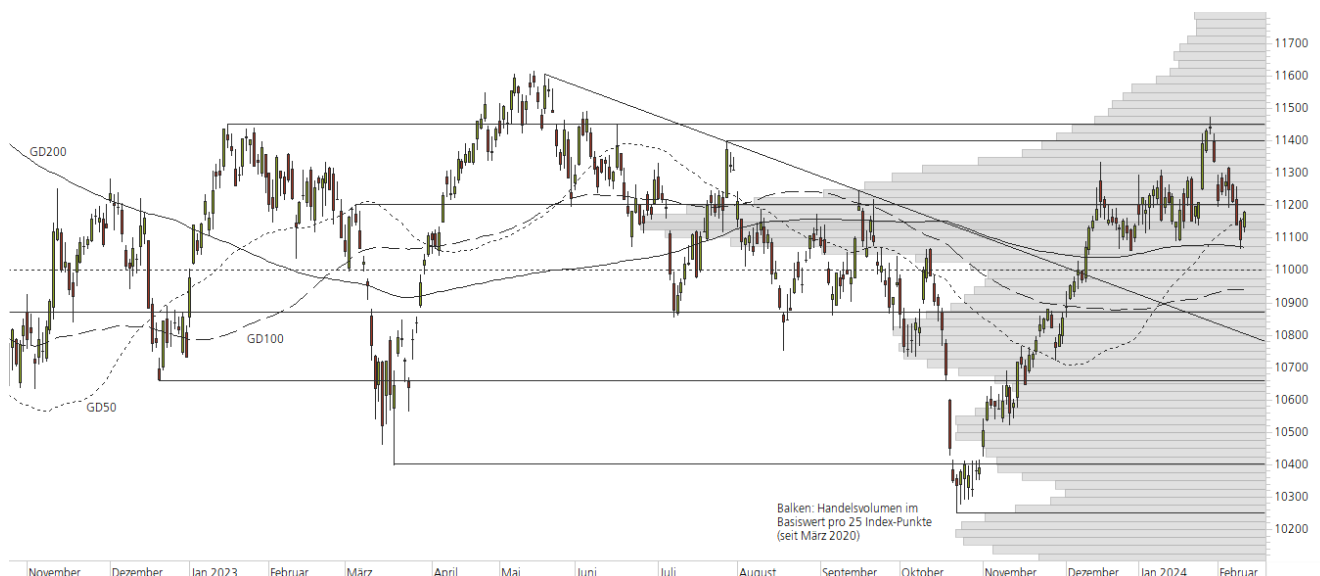 11700
11600
11500
11400
GD200
11300
11200
11100
11000
10900
GD100
10800
10700
GD50
10600
10500
10400
10300
Balken: Handelsvolumen im
Basiswert pro 25 Index-Punkte
(seit März 2020)
10200
November Dezember Jan 2023 Februar März April Mai Juni Juli August September Oktober November Dezember Jan 2024 Februar